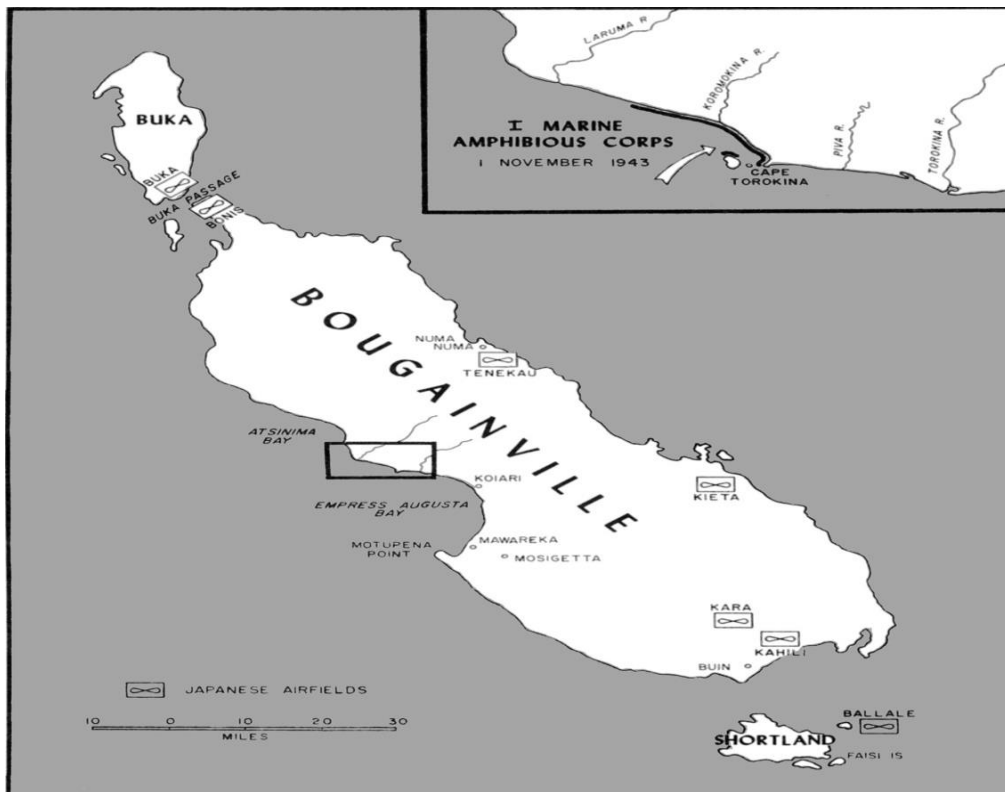 LARUMA R
KOROMOKINA R.
PIVA R.
TOROKINA R.
I MARINE
AMPHIBIOUS CORPS
1 NOVEMBER 1943
CAPE
TOROKINA
BUKA
BUKA
BUKA PASSAGE
BONIS
BOUGAINVILLE
NUMA
NUMA
TENEKAU
ATSINIMA
BAY
KOIARI
EMPRESS AUGUSTA
BAY
KIETA
MOTUPENA
POINT
MAWAREKA
MOSIGETTA
KARA
KAHILI
BUIN
JAPANESE AIRFIELDS
10 0 10 20 30
MILES
BALLALE
SHORTLAND
FAISI IS